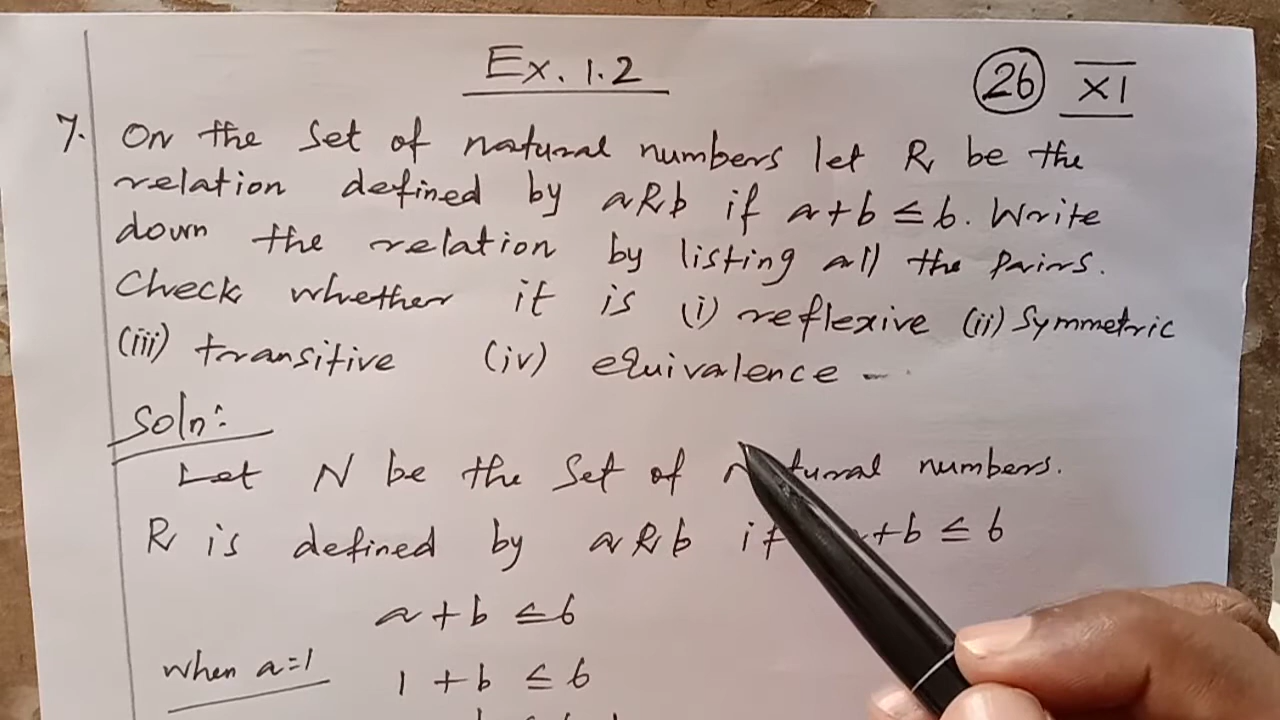 Ex. 1.2
26 XI
7. On the set of natural numbers let R be the
relation defined by aRb if a+b ≤ 6. Write
down the relation by listing all the pairs.
Check whether it is (i) reflexive (ii) Symmetric
(iii) transitive (iv) equivalence
Soln:
Let N be the set of numbers.
R is defined by aRb if +b ≤ 6
a+b ≤ 6
When a=1 1+b ≤ 6